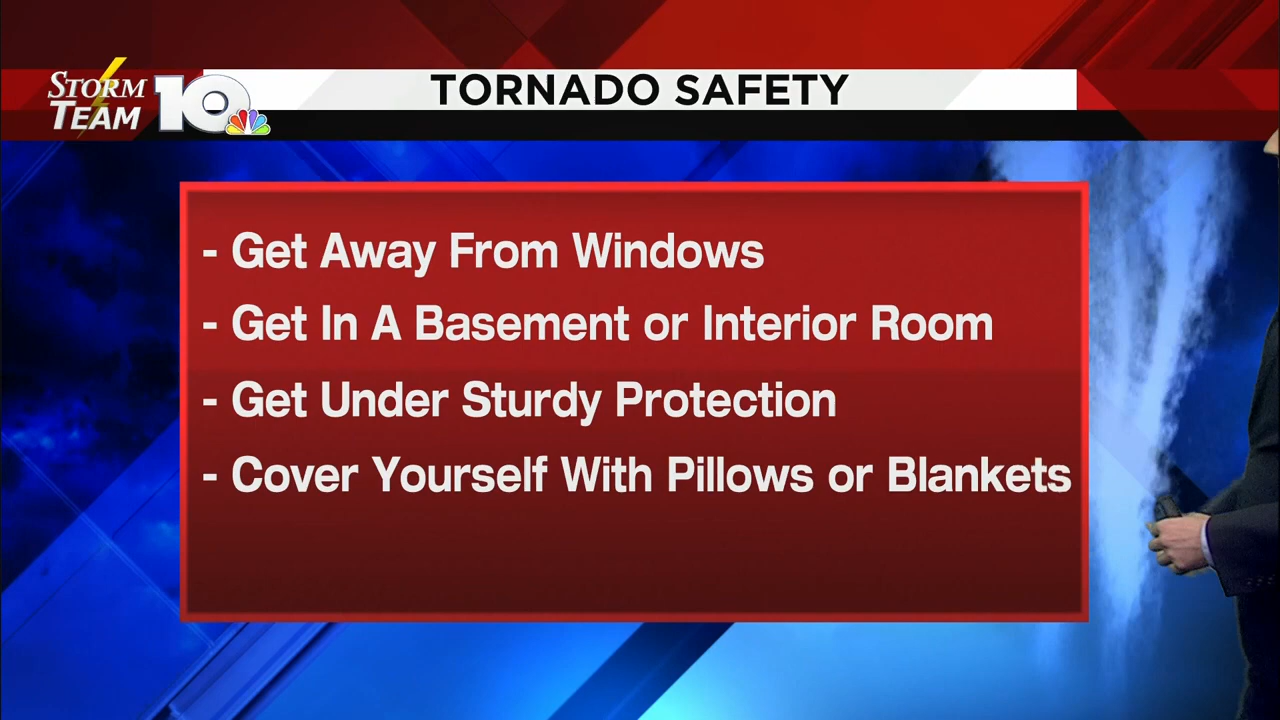 STORM
TEAM
10
TORNADO SAFETY
- Get Away From Windows
- Get In A Basement or Interior Room
- Get Under Sturdy Protection
- Cover Yourself With Pillows or Blankets